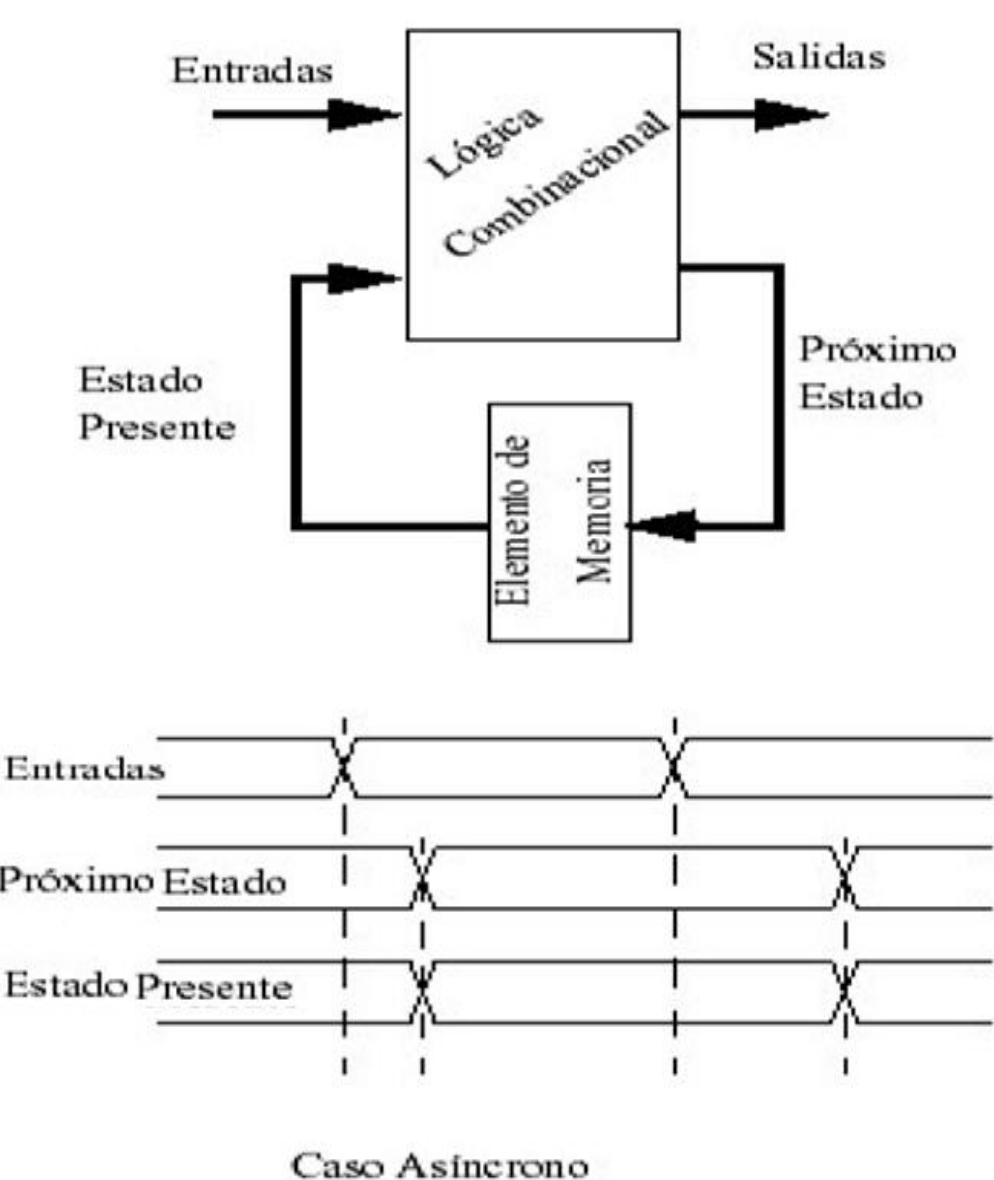 Entradas
Salidas
Lógica
Combinacional
Estado
Presente
Próximo
Estado
Elemento de
Memoria
Entradas
Próximo Estado
Estado Presente
Caso Asíncrono